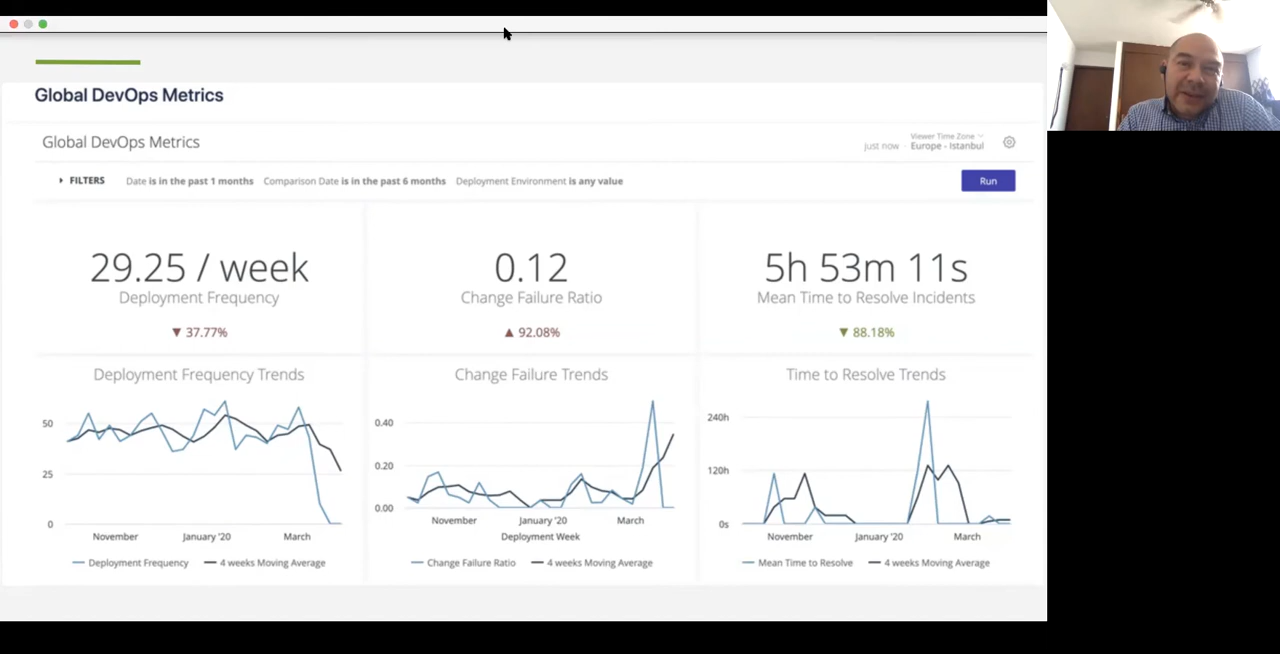 Global DevOps Metrics
Global DevOps Metrics
just now · Viewer Time Zone
Europe - Istanbul
FILTERS Date is in the past 1 months Comparison Date is in the past 6 months Deployment Environment is any value Run
29.25 / week
Deployment Frequency
▼ 37.77%
0.12
Change Failure Ratio
▲ 92.08%
5h 53m 11s
Mean Time to Resolve Incidents
▼ 88.18%
Deployment Frequency Trends
50
25
0
November January '20 March
Deployment Frequency 4 weeks Moving Average
Change Failure Trends
0.40
0.20
0.00
November January '20 March
Deployment Week
Change Failure Ratio 4 weeks Moving Average
Time to Resolve Trends
240h
120h
0s
November January '20 March
Mean Time to Resolve 4 weeks Moving Average